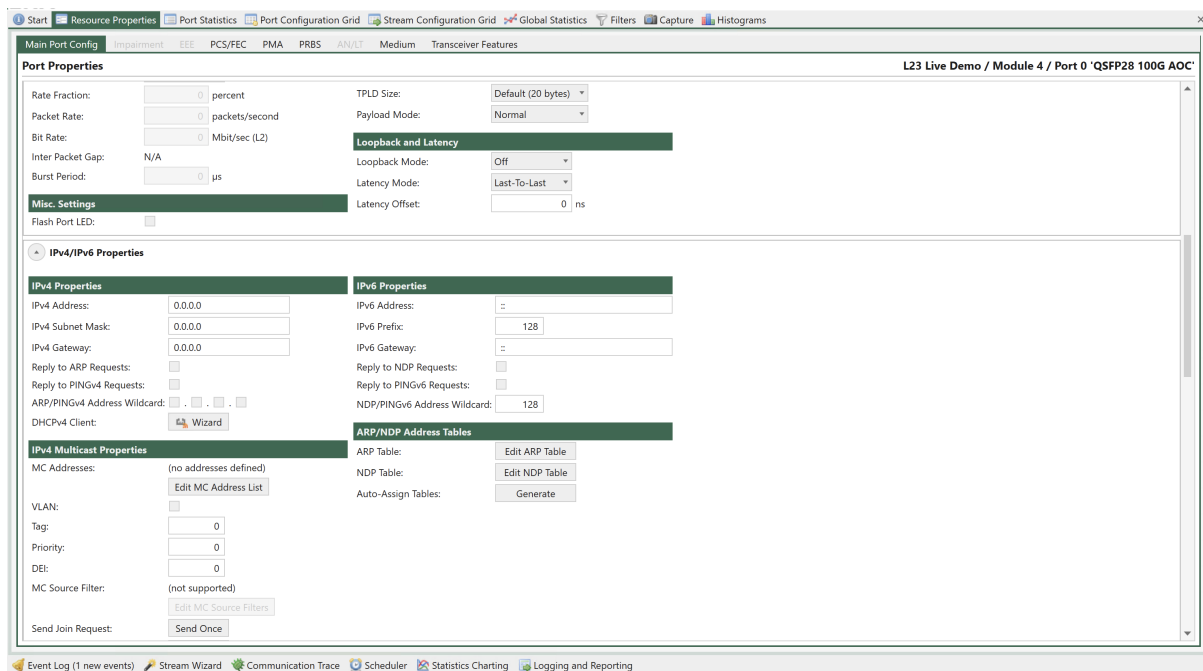 Start Resource Properties Port Statistics Port Configuration Grid Stream Configuration Grid Global Statistics Filters Capture Histograms
Main Port Config Impairment EEE PCS/FEC PMA PRBS AN/LT Medium Transceiver Features
Port Properties L23 Live Demo / Module 4 / Port 0 'QSFP28 100G AOC'
Rate Fraction: 0 percent
Packet Rate: 0 packets/second
Bit Rate: 0 Mbit/sec (L2)
Inter Packet Gap: N/A
Burst Period: 0 µs
Misc. Settings
Flash Port LED:
TPLD Size: Default (20 bytes)
Payload Mode: Normal
Loopback and Latency
Loopback Mode: Off
Latency Mode: Last-To-Last
Latency Offset: 0 ns
IPv4/IPv6 Properties
IPv4 Properties
IPv4 Address: 0.0.0.0
IPv4 Subnet Mask: 0.0.0.0
IPv4 Gateway: 0.0.0.0
Reply to ARP Requests:
Reply to PINGv4 Requests:
ARP/PINGv4 Address Wildcard: . . .
DHCPv4 Client: Wizard
IPv4 Multicast Properties
MC Addresses: (no addresses defined)
Edit MC Address List
VLAN:
Tag: 0
Priority: 0
DEI: 0
MC Source Filter: (not supported)
Edit MC Source Filters
Send Join Request: Send Once
IPv6 Properties
IPv6 Address: ::
IPv6 Prefix: 128
IPv6 Gateway: ::
Reply to NDP Requests:
Reply to PINGv6 Requests:
NDP/PINGv6 Address Wildcard: 128
ARP/NDP Address Tables
ARP Table: Edit ARP Table
NDP Table: Edit NDP Table
Auto-Assign Tables: Generate
Event Log (1 new events) Stream Wizard Communication Trace Scheduler Statistics Charting Logging and Reporting